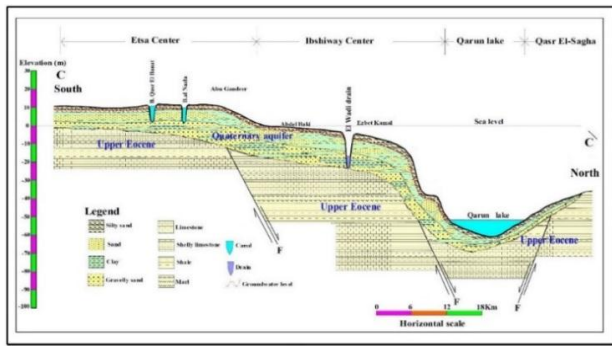 Etsa Center Ibshiway Center Qarun lake Qasr El-Sagha
Elevation (m)
C
South
30
20
10
0
-10
-20
-30
-40
-50
-60
-70
-80
-90
-100
Abu Gandeer
El Wadi drain
Ezbet Kamal
Sea level
C
North
Quaternary aquifer
Upper Eocene
Upper Eocene
Qarun lake
Upper Eocene
F
F
F
Legend
Silty sand
Sand
Clay
Gravelly sand
Limestone
Shelly limestone
Shale
Marl
Canal
Drain
Groundwater level
0 6 12 18Km
Horizontal scale